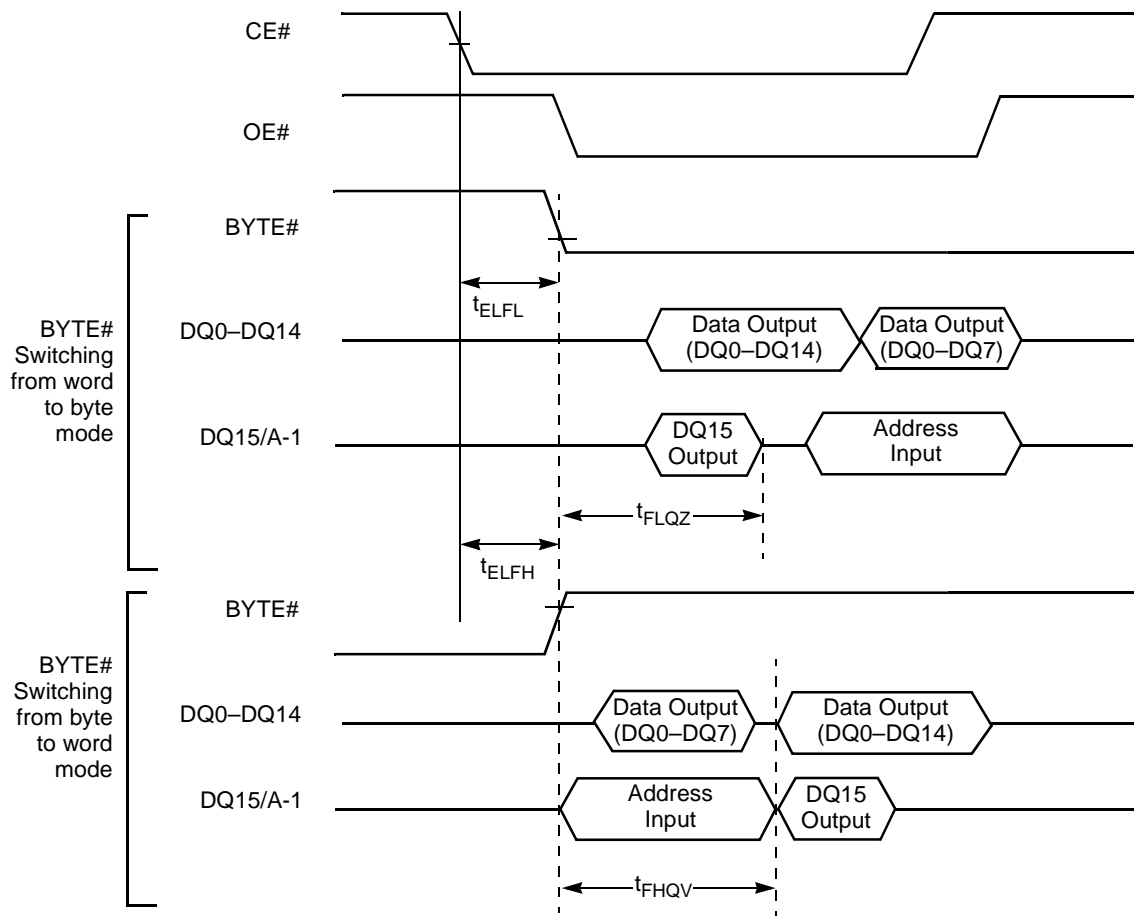 CE#
OE#
BYTE#
tELFL
BYTE#
Switching
from word
to byte
mode
DQ0–DQ14
Data Output
(DQ0–DQ14)
Data Output
(DQ0–DQ7)
DQ15/A-1
DQ15
Output
Address
Input
tFLQZ
tELFH
BYTE#
BYTE#
Switching
from byte
to word
mode
DQ0–DQ14
Data Output
(DQ0–DQ7)
Data Output
(DQ0–DQ14)
DQ15/A-1
Address
Input
DQ15
Output
tFHQV